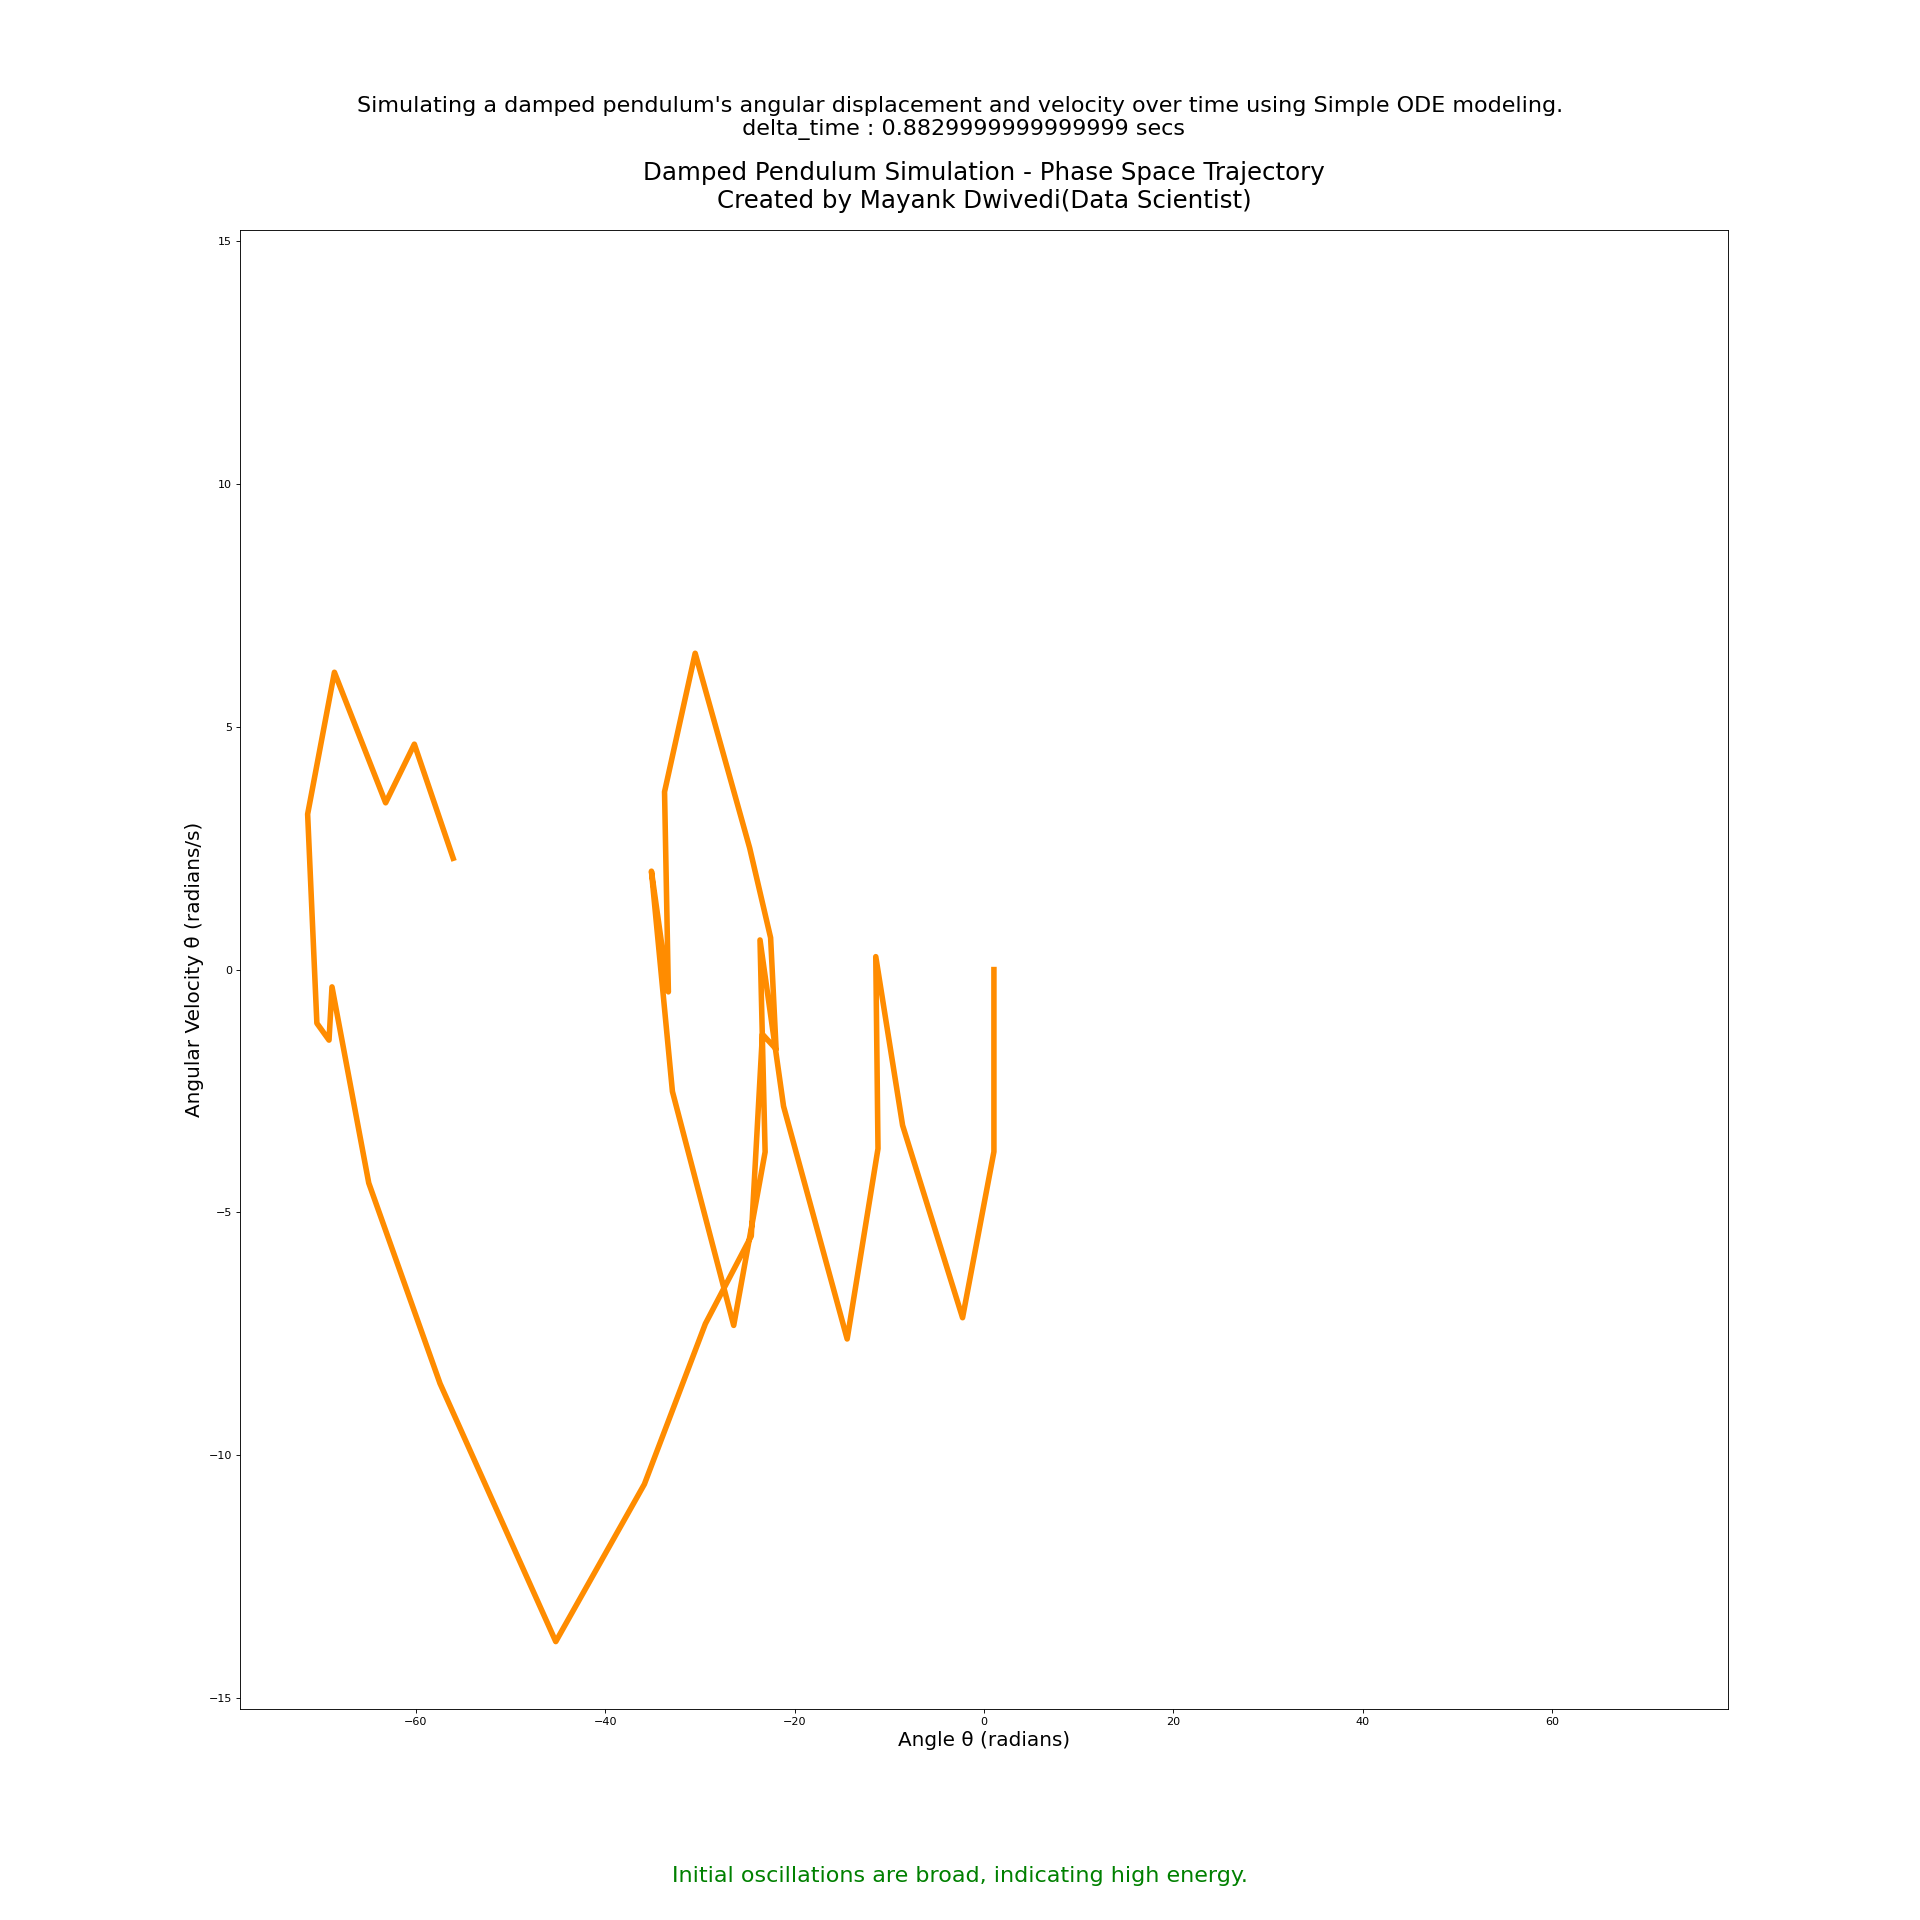 Simulating a damped pendulum's angular displacement and velocity over time using Simple ODE modeling.
delta_time : 0.8829999999999999 secs
Damped Pendulum Simulation - Phase Space Trajectory
Created by Mayank Dwivedi(Data Scientist)
15
10
5
0
−5
−10
−15
Angular Velocity θ (radians/s)
−60
−40
−20
0
20
40
60
Angle θ (radians)
Initial oscillations are broad, indicating high energy.